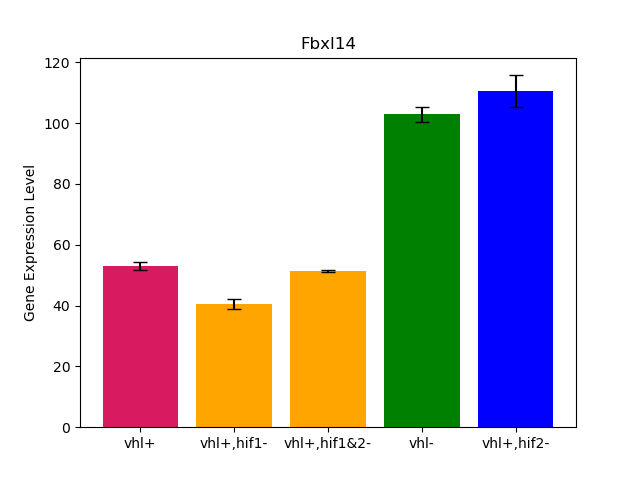 Fbxl14
Gene Expression Level
120
100
80
60
40
20
0
vhl+ vhl+,hif1- vhl+,hif1&2- vhl- vhl+,hif2-